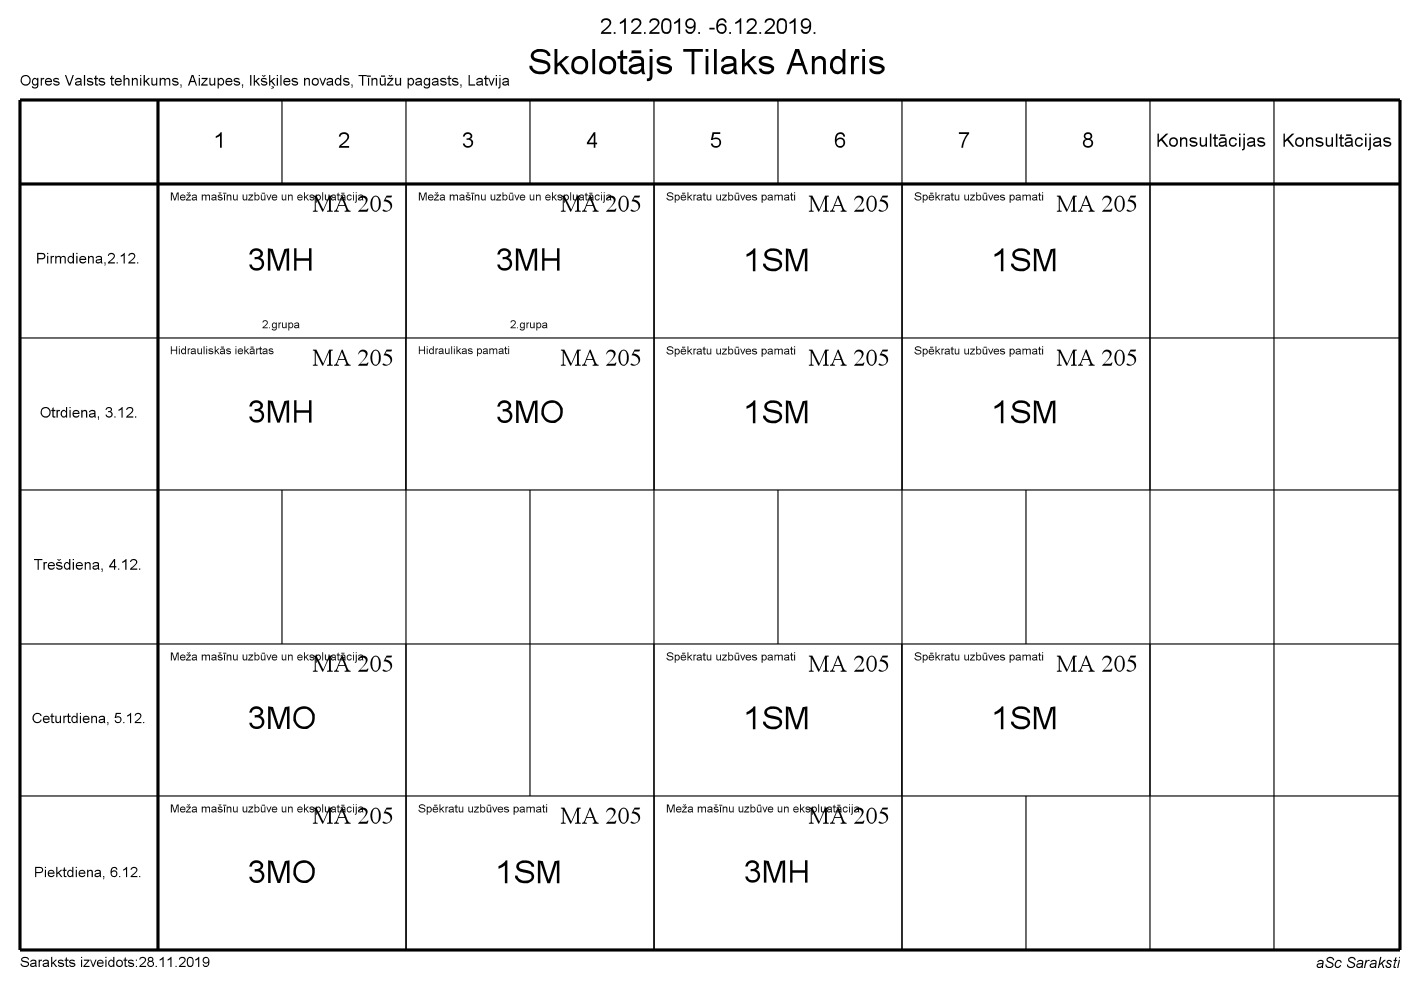 2.12.2019. -6.12.2019.
Skolotājs Tilaks Andris
Ogres Valsts tehnikums, Aizupes, Ikšķiles novads, Tīnūžu pagasts, Latvija
1 2 3 4 5 6 7 8 Konsultācijas Konsultācijas
Meža mašīnu uzbūve un ekspluatācija MA 205 Meža mašīnu uzbūve un ekspluatācija MA 205 Spēkratu uzbūves pamati MA 205 Spēkratu uzbūves pamati MA 205
Pirmdiena,2.12. 3MH 3MH 1SM 1SM
2.grupa 2.grupa
Hidrauliskās iekārtas MA 205 Hidraulikas pamati MA 205 Spēkratu uzbūves pamati MA 205 Spēkratu uzbūves pamati MA 205
Otrdiena, 3.12. 3MH 3MO 1SM 1SM
Trešdiena, 4.12.
Meža mašīnu uzbūve un ekspluatācija MA 205 Spēkratu uzbūves pamati MA 205 Spēkratu uzbūves pamati MA 205
Ceturtdiena, 5.12. 3MO 1SM 1SM
Meža mašīnu uzbūve un ekspluatācija MA 205 Spēkratu uzbūves pamati MA 205 Meža mašīnu uzbūve un ekspluatācija MA 205
Piektdiena, 6.12. 3MO 1SM 3MH
Saraksts izveidots:28.11.2019 aSc Saraksti